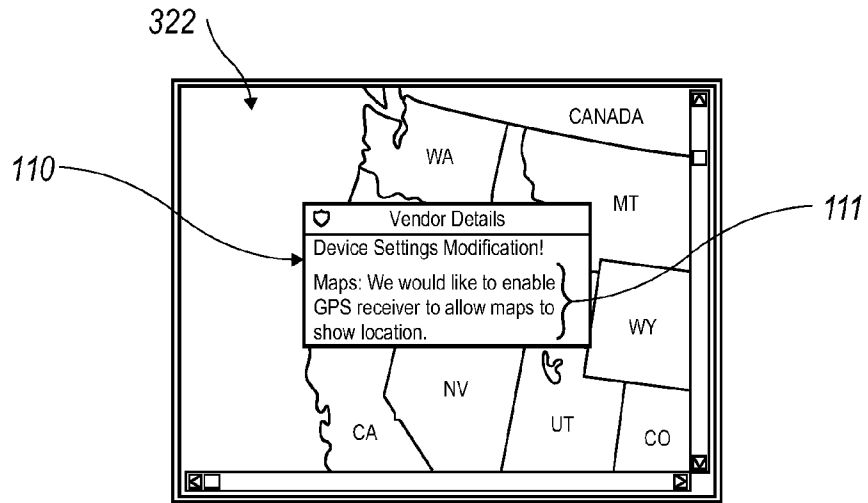 322
CANADA
WA
110
MT
111
Vendor Details
Device Settings Modification!
Maps: We would like to enable
GPS receiver to allow maps to
show location.
WY
NV
UT
CA
CO